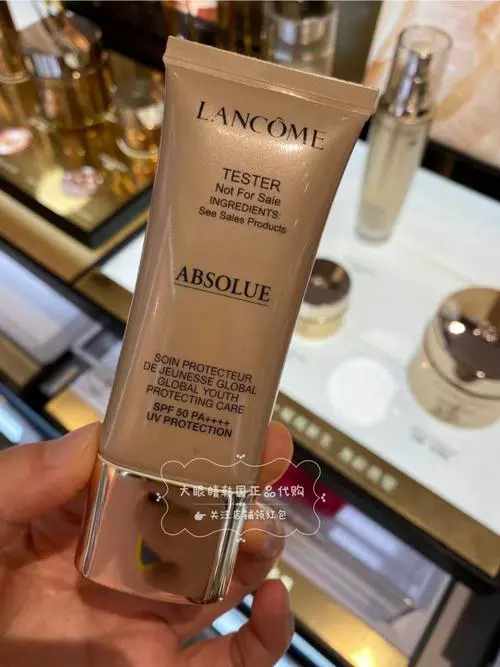 LANCÔME
TESTER
Not For Sale
INGREDIENTS:
See Sales Products
ABSOLUE
SOIN PROTECTEUR
DE JEUNESSE GLOBAL
GLOBAL YOUTH
PROTECTING CARE
SPF 50 PA++++
UV PROTECTION
大眼睛韩国正品代购
关注店铺领红包